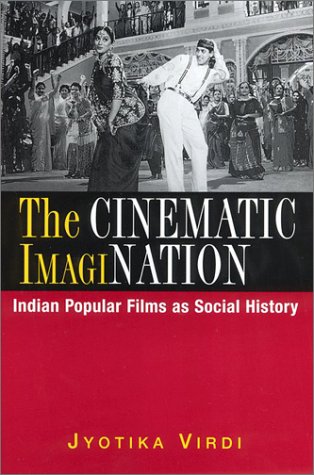 The CINEMATIC
IMAGINATION
Indian Popular Films as Social History
JYOTIKA VIRDI